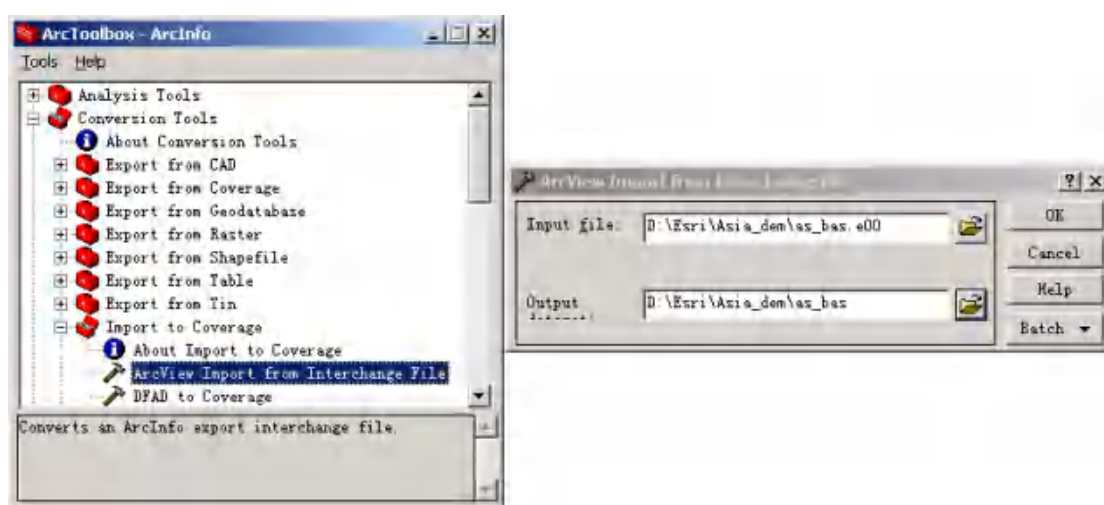 ArcToolbox - ArcInfo
Tools Help
Analysis Tools
Conversion Tools
About Conversion Tools
Export from CAD
Export from Coverage
Export from Geodatabase
Export from Raster
Export from Shapefile
Export from Table
Export from Tin
Import to Coverage
About Import to Coverage
ArcView Import from Interchange File
DFAD to Coverage
Converts an ArcInfo export interchange file.
ArcView Import from
Input file: D:\Esri\Asia_dem\as_bas.e00
Output D:\Esri\Asia_dem\as_bas
OK
Cancel
Help
Batch